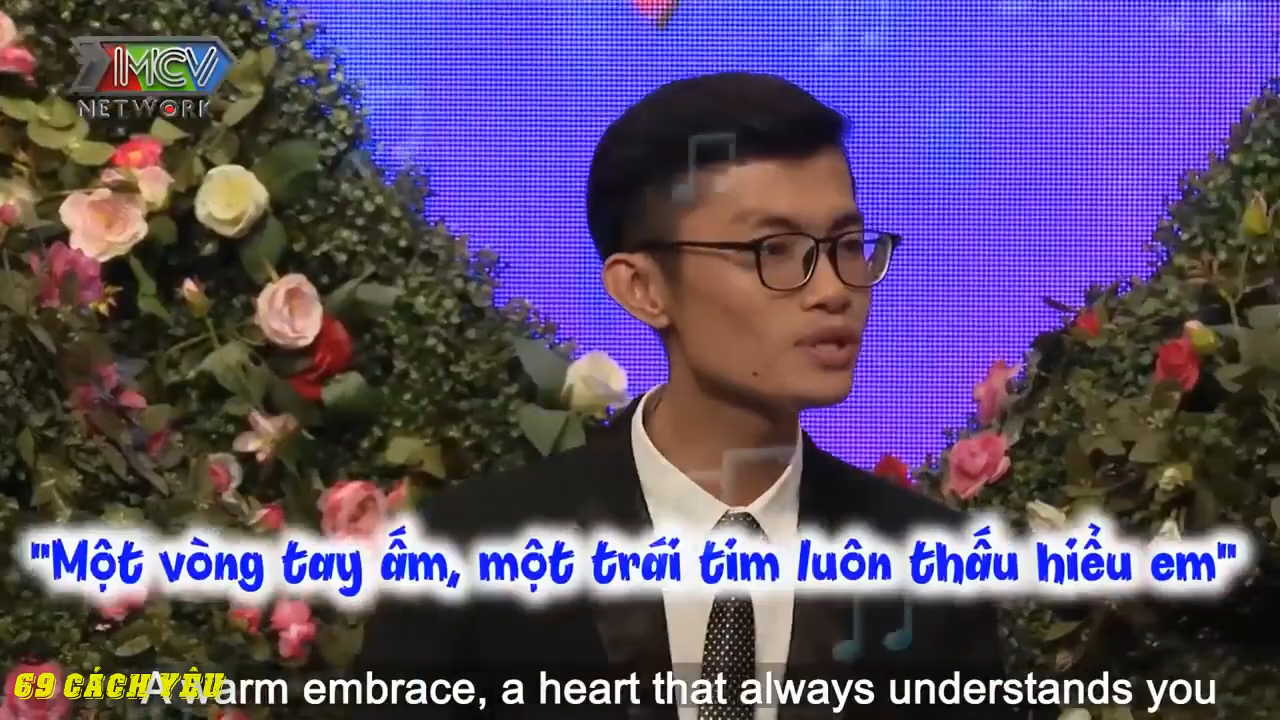 MCV
NETWORK
""Một vòng tay ấm, một trái tim luôn thấu hiểu em""
69 CÁCH YÊU
A warm embrace, a heart that always understands you